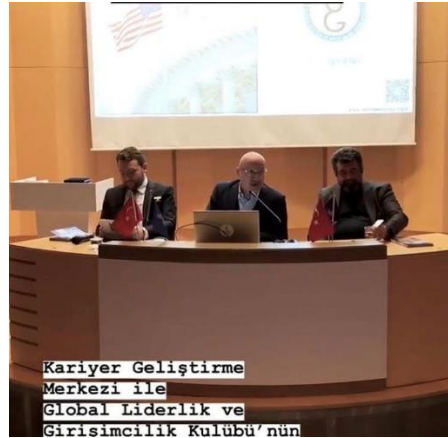 Kariyer Geliştirme
Merkezi ile
Global Liderlik ve
Girişimcilik Kulübü’nün